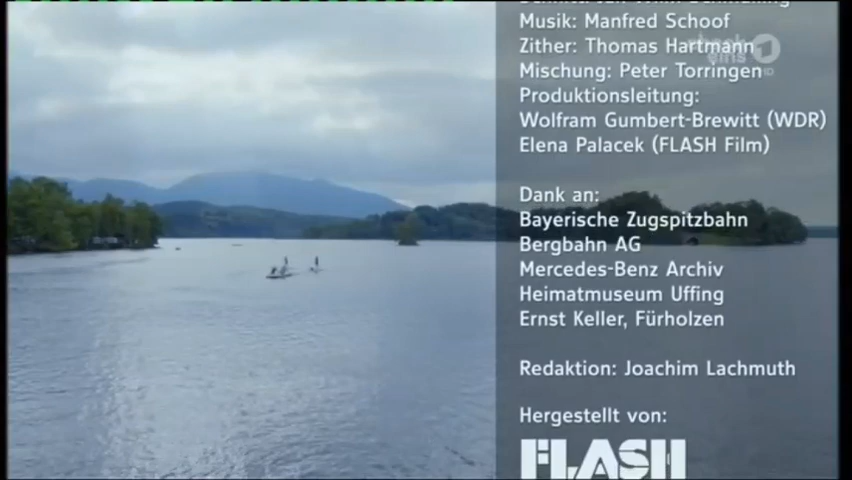 Musik: Manfred Schoof
Zither: Thomas Hartmann
Mischung: Peter Torringen
Produktionsleitung:
Wolfram Gumbert-Brewitt (WDR)
Elena Palacek (FLASH Film)
Dank an:
Bayerische Zugspitzbahn
Bergbahn AG
Mercedes-Benz Archiv
Heimatmuseum Uffing
Ernst Keller, Fürholzen
Redaktion: Joachim Lachmuth
Hergestellt von:
FLASH